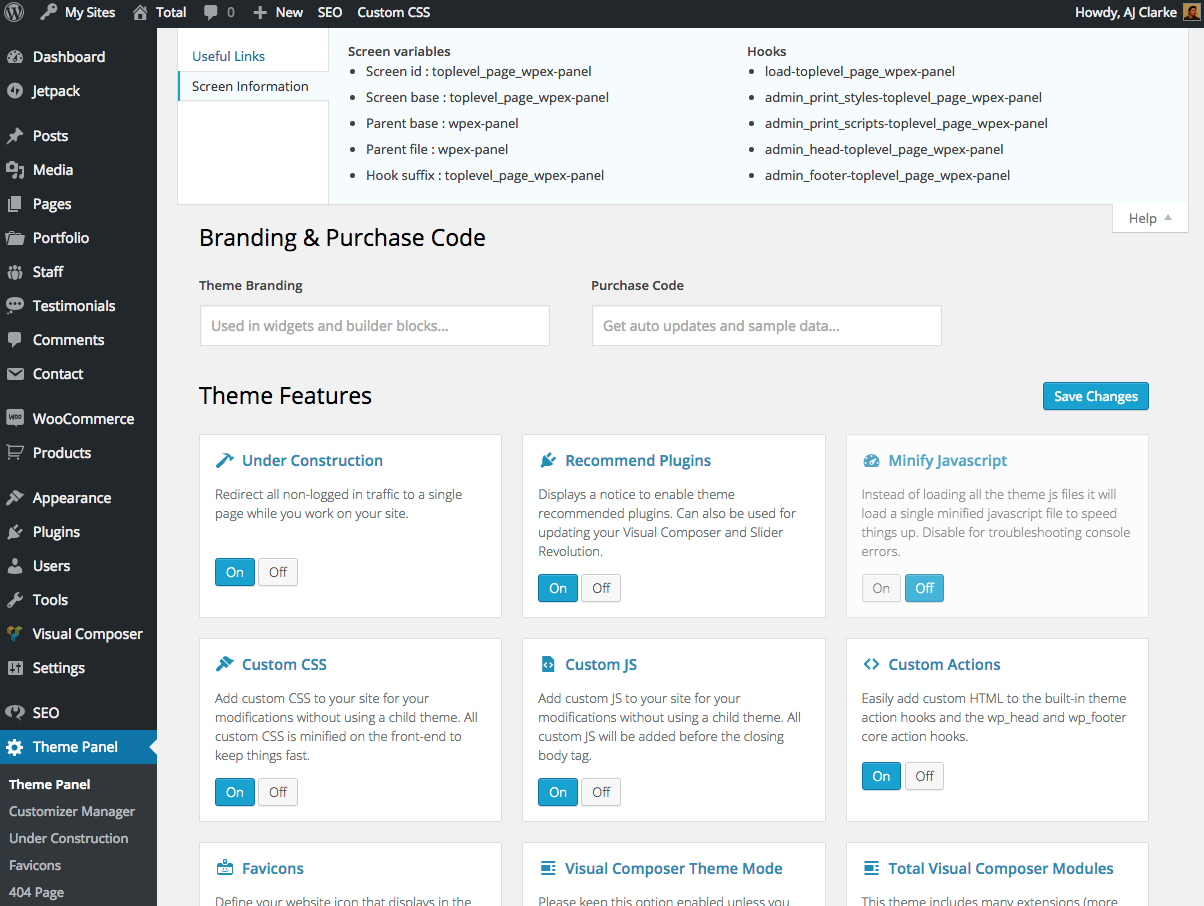 My Sites Total 0 New SEO Custom CSS Howdy, AJ Clarke
Dashboard
Jetpack
Posts
Media
Pages
Portfolio
Staff
Testimonials
Comments
Contact
WooCommerce
Products
Appearance
Plugins
Users
Tools
Visual Composer
Settings
SEO
Theme Panel
Theme Panel
Customizer Manager
Under Construction
Favicons
404 Page
Useful Links
Screen Information
Screen variables
Screen id : toplevel_page_wpex-panel
Screen base : toplevel_page_wpex-panel
Parent base : wpex-panel
Parent file : wpex-panel
Hook suffix : toplevel_page_wpex-panel
Hooks
load-toplevel_page_wpex-panel
admin_print_styles-toplevel_page_wpex-panel
admin_print_scripts-toplevel_page_wpex-panel
admin_head-toplevel_page_wpex-panel
admin_footer-toplevel_page_wpex-panel
Help
Branding & Purchase Code
Theme Branding
Used in widgets and builder blocks...
Purchase Code
Get auto updates and sample data...
Theme Features
Save Changes
Under Construction
Redirect all non-logged in traffic to a single
page while you work on your site.
On Off
Recommend Plugins
Displays a notice to enable theme
recommended plugins. Can also be used for
updating your Visual Composer and Slider
Revolution.
On Off
Minify Javascript
Instead of loading all the theme js files it will
load a single minified javascript file to speed
things up. Disable for troubleshooting console
errors.
On Off
Custom CSS
Add custom CSS to your site for your
modifications without using a child theme. All
custom CSS is minified on the front-end to
keep things fast.
On Off
Custom JS
Add custom JS to your site for your
modifications without using a child theme. All
custom JS will be added before the closing
body tag.
On Off
Custom Actions
Easily add custom HTML to the built-in theme
action hooks and the wp_head and wp_footer
core action hooks.
On Off
Favicons
Define your website icon that displays in the
Visual Composer Theme Mode
Please keep this option enabled unless you
Total Visual Composer Modules
This theme includes many extensions (more